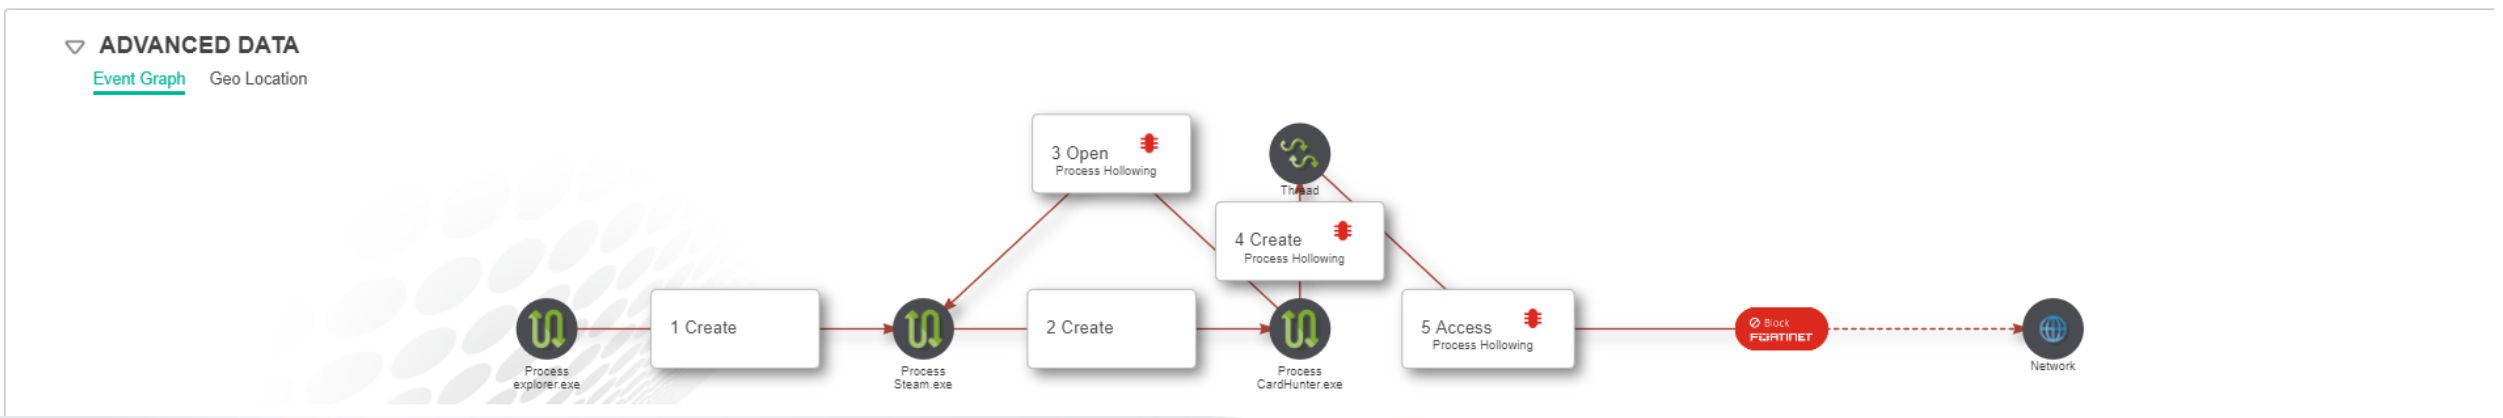 ADVANCED DATA
Event Graph
Geo Location
3 Open
Process Hollowing
Thread
4 Create
Process Hollowing
1 Create
2 Create
5 Access
Process Hollowing
Block
FORTINET
Process
explorer.exe
Process
Steam.exe
Process
CardHunter.exe
Network